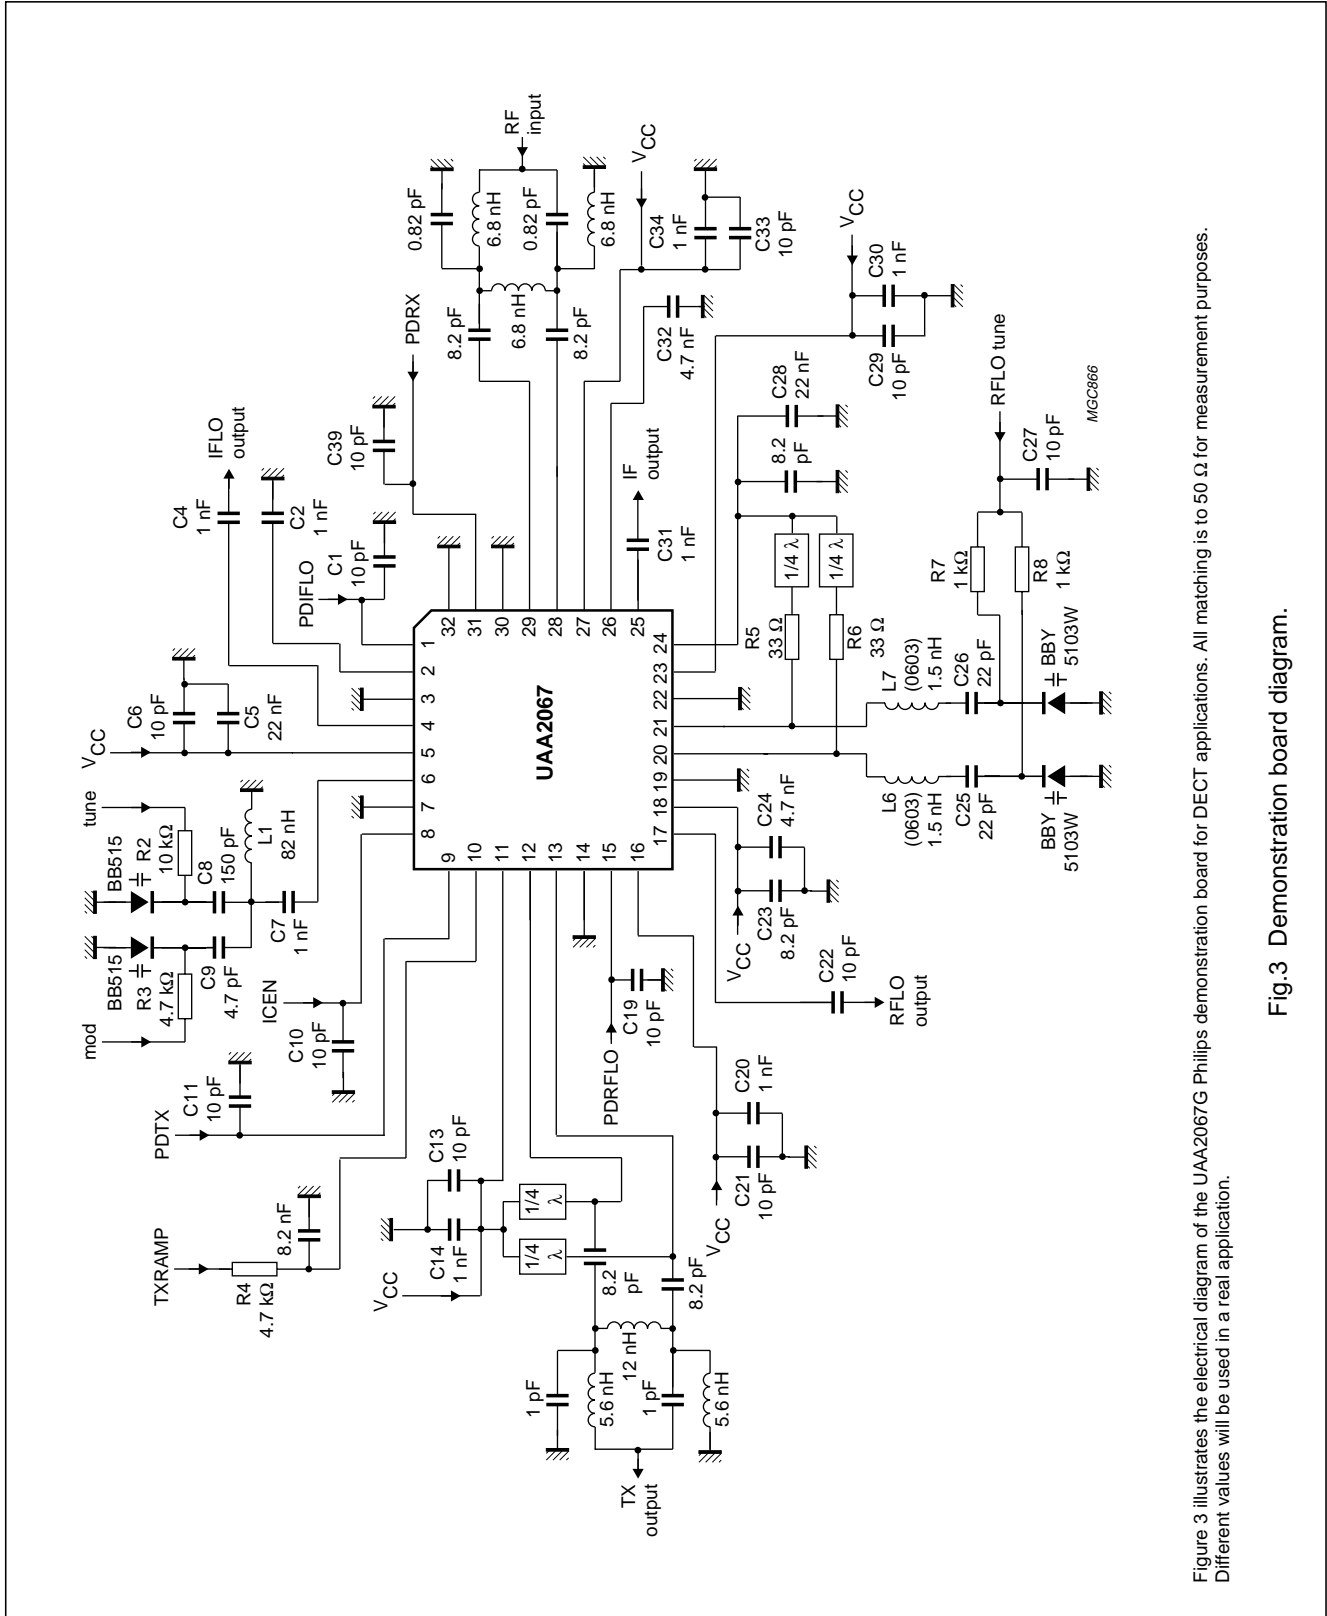 RF
input
0.82 pF
6.8 nH
0.82 pF
6.8 nH
8.2 pF
6.8 nH
8.2 pF
VCC
C34
1 nF
C33
10 pF
PDRX
C39
10 pF
C32
4.7 nF
VCC
C30
1 nF
C29
10 pF
IFLO
output
C4
1 nF
C2
1 nF
C1
10 pF
PDIFLO
IF
output
C31
1 nF
C28
22 nF
8.2
pF
1/4 λ
1/4 λ
R5
33 Ω
R6
33 Ω
RFLO tune
C27
10 pF
R7
1 kΩ
R8
1 kΩ
MGC866
L7
(0603)
1.5 nH
C26
22 pF
BBY
5103W
L6
(0603)
1.5 nH
C25
22 pF
BBY
5103W
32
31
30
29
28
27
26
25
1
2
3
4
5
6
7
8
UAA2067
24
23
22
21
20
19
18
17
9
10
11
12
13
14
15
16
VCC
C6
10 pF
C5
22 nF
tune
BB515
R2
10 kΩ
C8
150 pF
L1
82 nH
C7
1 nF
BB515
R3
4.7 kΩ
C9
4.7 pF
mod
ICEN
C10
10 pF
PDTX
C11
10 pF
TXRAMP
R4
4.7 kΩ
8.2 nF
C13
10 pF
C14
1 nF
VCC
1/4
λ
1/4
λ
8.2
pF
8.2 pF
12 nH
1 pF
5.6 nH
1 pF
5.6 nH
TX
output
PDRFLO
C19
10 pF
C20
1 nF
C21
10 pF
VCC
C24
4.7 nF
C23
8.2 pF
VCC
C22
10 pF
RFLO
output
Figure 3 illustrates the electrical diagram of the UAA2067G Philips demonstration board for DECT applications. All matching is to 50 Ω for measurement purposes.
Different values will be used in a real application.
Fig.3 Demonstration board diagram.